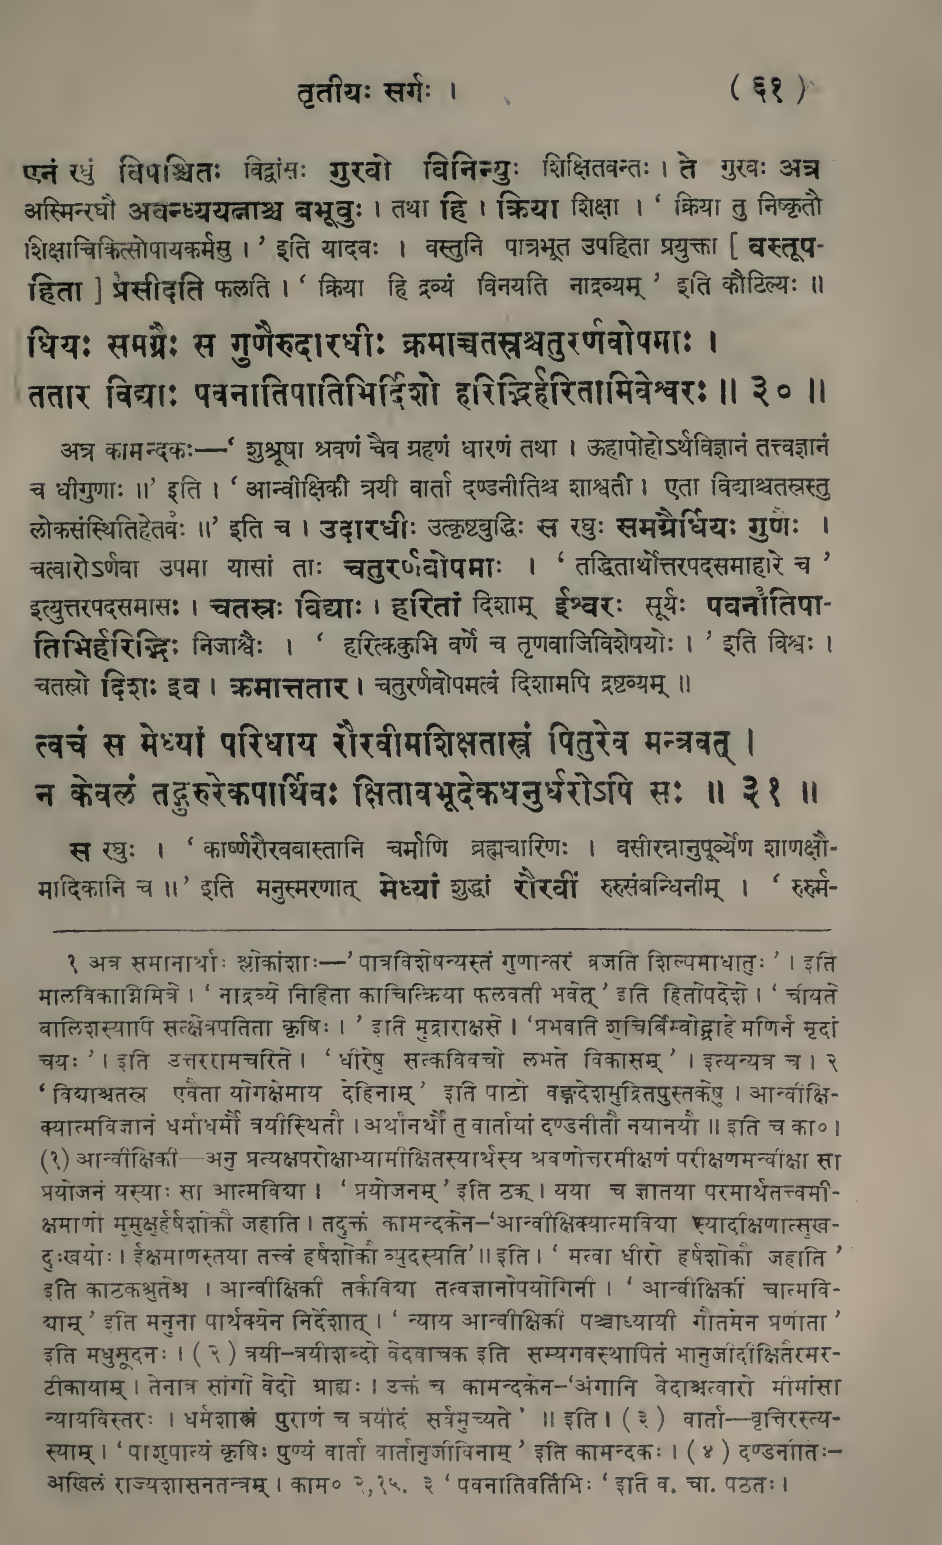 तृतीयः सर्गः । ( ६१ )
एनं रघुं विपश्चितः विद्वांसः गुरवो विनिन्युः शिक्षितवन्तः । ते गुरवः अत्र
अस्मिन्रघौ अवन्ध्ययत्नाश्च बभूवुः । तथा हि । क्रिया शिक्षा । ‘ क्रिया तु निष्कृतौ
शिक्षाचिकित्सोपायकर्मसु । ’ इति यादवः । वस्तुनि पात्रभूत उपहिता प्रयुक्ता [ वस्तूप-
हिता ] प्रसीदति फलति । ‘ क्रिया हि द्रव्यं विनयति नाद्रव्यम् ’ इति कौटिल्यः ॥
धियः समग्रैः स गुणैरुदारधीः क्रमाच्चतस्रश्चतुरर्णवोपमाः ।
ततार विद्याः पवनातिपातिभिर्दिशो हरिद्भिर्हरितामिवेश्वरः ॥ ३० ॥
अत्र कामन्दकः—‘ शुश्रूषा श्रवणं चैव ग्रहणं धारणं तथा । ऊहापोहोऽर्थविज्ञानं तत्त्वज्ञानं
च धीगुणाः ॥’ इति । ‘ आन्वीक्षिकी त्रयी वार्ता दण्डनीतिश्च शाश्वती । एता विद्याश्चतस्रस्तु
लोकसंस्थितिहेतवः ॥’ इति च । उदारधीः उत्कृष्टबुद्धिः स रघुः समग्रैर्धियः गुणैः ।
चत्वारोऽर्णवा उपमा यासां ताः चतुरर्णवोपमाः । ‘ तद्धितार्थोत्तरपदसमाहारे च ’
इत्युत्तरपदसमासः । चतस्रः विद्याः । हरितां दिशाम् ईश्वरः सूर्यः पवनातिपा-
तिभिर्हरिद्भिः निजाश्वैः । ‘ हरित्ककुभि वर्णे च तृणवाजिविशेषयोः । ’ इति विश्वः ।
चतस्रो दिशः इव । क्रमात्ततार । चतुरर्णवोपमत्वं दिशामपि द्रष्टव्यम् ॥
त्वचं स मेध्यां परिधाय रौरवीमशिक्षतास्त्रं पितुरेव मन्त्रवत् ।
न केवलं तद्गुरुरेकपार्थिवः क्षितावभूदेकधनुर्धरोऽपि सः ॥ ३१ ॥
स रघुः । ‘ कार्ष्णरौरवबास्तानि चर्माणि ब्रह्मचारिणः । वसीरन्नानुपूर्व्येण शाणक्षौ-
मादिकानि च ॥’ इति मनुस्मरणात् मेध्यां शुद्धां रौरवीं रुरुसंबन्धिनीम् । ‘ रुरुर्म-
१ अत्र समानार्थाः श्लोकांशाः—’ पात्रविशेषन्यस्तं गुणान्तरं व्रजति शिल्पमाधातुः ’ । इति
मालविकाग्निमित्रे । ‘ नाद्रव्ये निहिता काचित्क्रिया फलवती भवेत् ’ इति हितोपदेशे । ‘ चीयते
बालिशस्यापि सत्क्षेत्रपतिता कृषिः । ’ इति मुद्राराक्षसे । ‘प्रभवति शुचिर्बिम्बोद्ग्राहे मणिर्न मृदां
चयः ’ । इति उत्तररामचरिते । ‘ धीरेषु सत्कविवचो लभते विकासम् ’ । इत्यन्यत्र च । २
‘ विद्याश्चतस्र एवैता योगक्षेमाय देहिनाम् ’ इति पाठो वङ्गदेशमुद्रितपुस्तकेषु । आन्वीक्षि-
क्यात्मविज्ञानं धर्माधर्मौ त्रयीस्थितौ । अर्थानर्थौ तु वार्तायां दण्डनीतौ नयानयौ ॥ इति च का० ।
(१) आन्वीक्षिकी—अनु प्रत्यक्षपरोक्षाभ्यामीक्षितस्यार्थस्य श्रवणोत्तरमीक्षणं परीक्षणमन्वीक्षा सा
प्रयोजनं यस्याः सा आत्मविद्या । ‘ प्रयोजनम् ’ इति ठक् । यया च ज्ञातया परमार्थतत्त्वमी-
क्षमाणो मुमुक्षुर्हर्षशोकौ जहाति । तदुक्तं कामन्दकेन–‘आन्वीक्षिक्यात्मविद्या स्यादीक्षणात्सुख-
दुःखयोः । ईक्षमाणस्तया तत्त्वं हर्षशोकौ व्युदस्यति’ ॥ इति । ‘ मत्वा धीरो हर्षशोकौ जहाति ’
इति काठकश्रुतेश्च । आन्वीक्षिकी तर्कविद्या तत्वज्ञानोपयोगिनी । ‘ आन्वीक्षिकीं चात्मवि-
द्याम् ’ इति मनुना पार्थक्येन निर्देशात् । ‘ न्याय आन्वीक्षिकी पञ्चाध्यायी गौतमेन प्रणीता ’
इति मधुसूदनः । ( २ ) त्रयी–त्रयीशब्दो वेदवाचक इति सम्यगवस्थापितं भानुजीदीक्षितैरमर-
टीकायाम् । तेनात्र सांगो वेदो ग्राह्यः । उक्तं च कामन्दकेन–‘अंगानि वेदाश्चत्वारो मीमांसा
न्यायविस्तरः । धर्मशास्त्रं पुराणं च त्रयीदं सर्वमुच्यते ’ ॥ इति । ( ३ ) वार्ता—वृत्तिरस्त्य-
स्याम् । ‘ पाशुपाल्यं कृषिः पुण्यं वार्ता वार्तानुजीविनाम् ’ इति कामन्दकः । ( ४ ) दण्डनीतिः–
अखिलं राज्यशासनतन्त्रम् । काम० २,१५. ३ ‘ पवनातिवर्तिभिः ‘ इति व. चा. पठतः ।